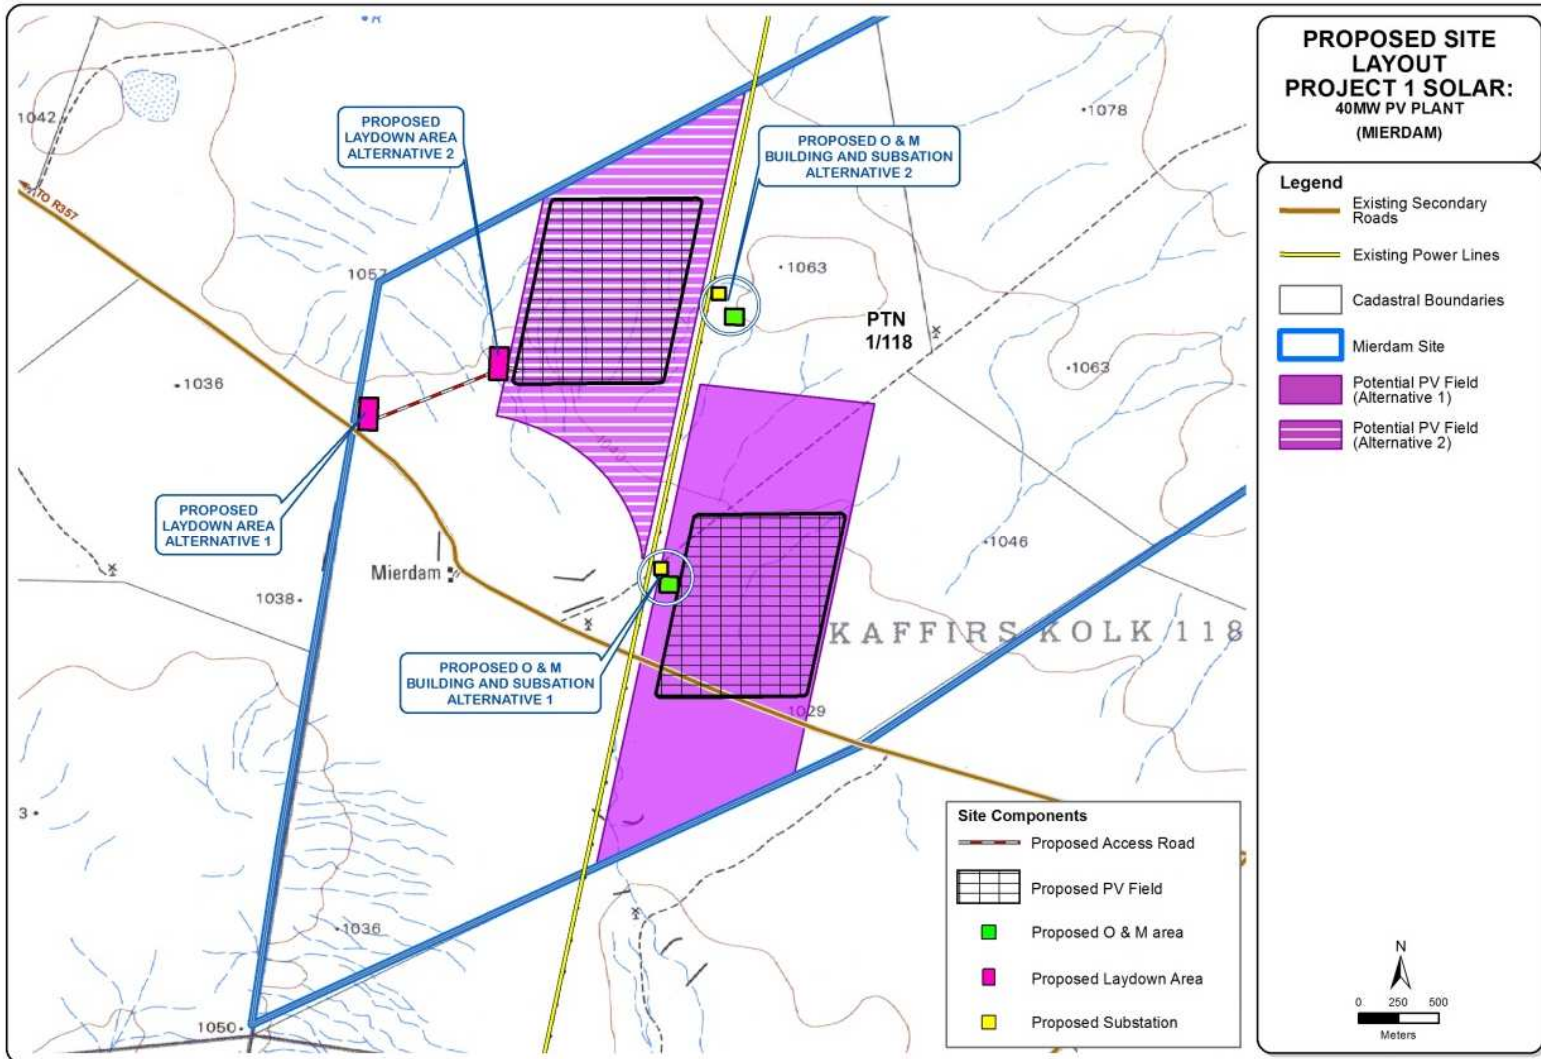 PROPOSED SITE
LAYOUT
PROJECT 1 SOLAR:
40MW PV PLANT
(MIERDAM)
Legend
Existing Secondary
Roads
Existing Power Lines
Cadastral Boundaries
Mierdam Site
Potential PV Field
(Alternative 1)
Potential PV Field
(Alternative 2)
N
0 250 500
Meters
R
1042
TO R357
PROPOSED
LAYDOWN AREA
ALTERNATIVE 2
PROPOSED O & M
BUILDING AND SUBSATION
ALTERNATIVE 2
1078
1057
1063
PTN
1/118
1036
1063
1040
PROPOSED
LAYDOWN AREA
ALTERNATIVE 1
1046
Mierdam
1038
KAFFIRS KOLK 118
PROPOSED O & M
BUILDING AND SUBSATION
ALTERNATIVE 1
1029
3
1036
1050
Site Components
Proposed Access Road
Proposed PV Field
Proposed O & M area
Proposed Laydown Area
Proposed Substation